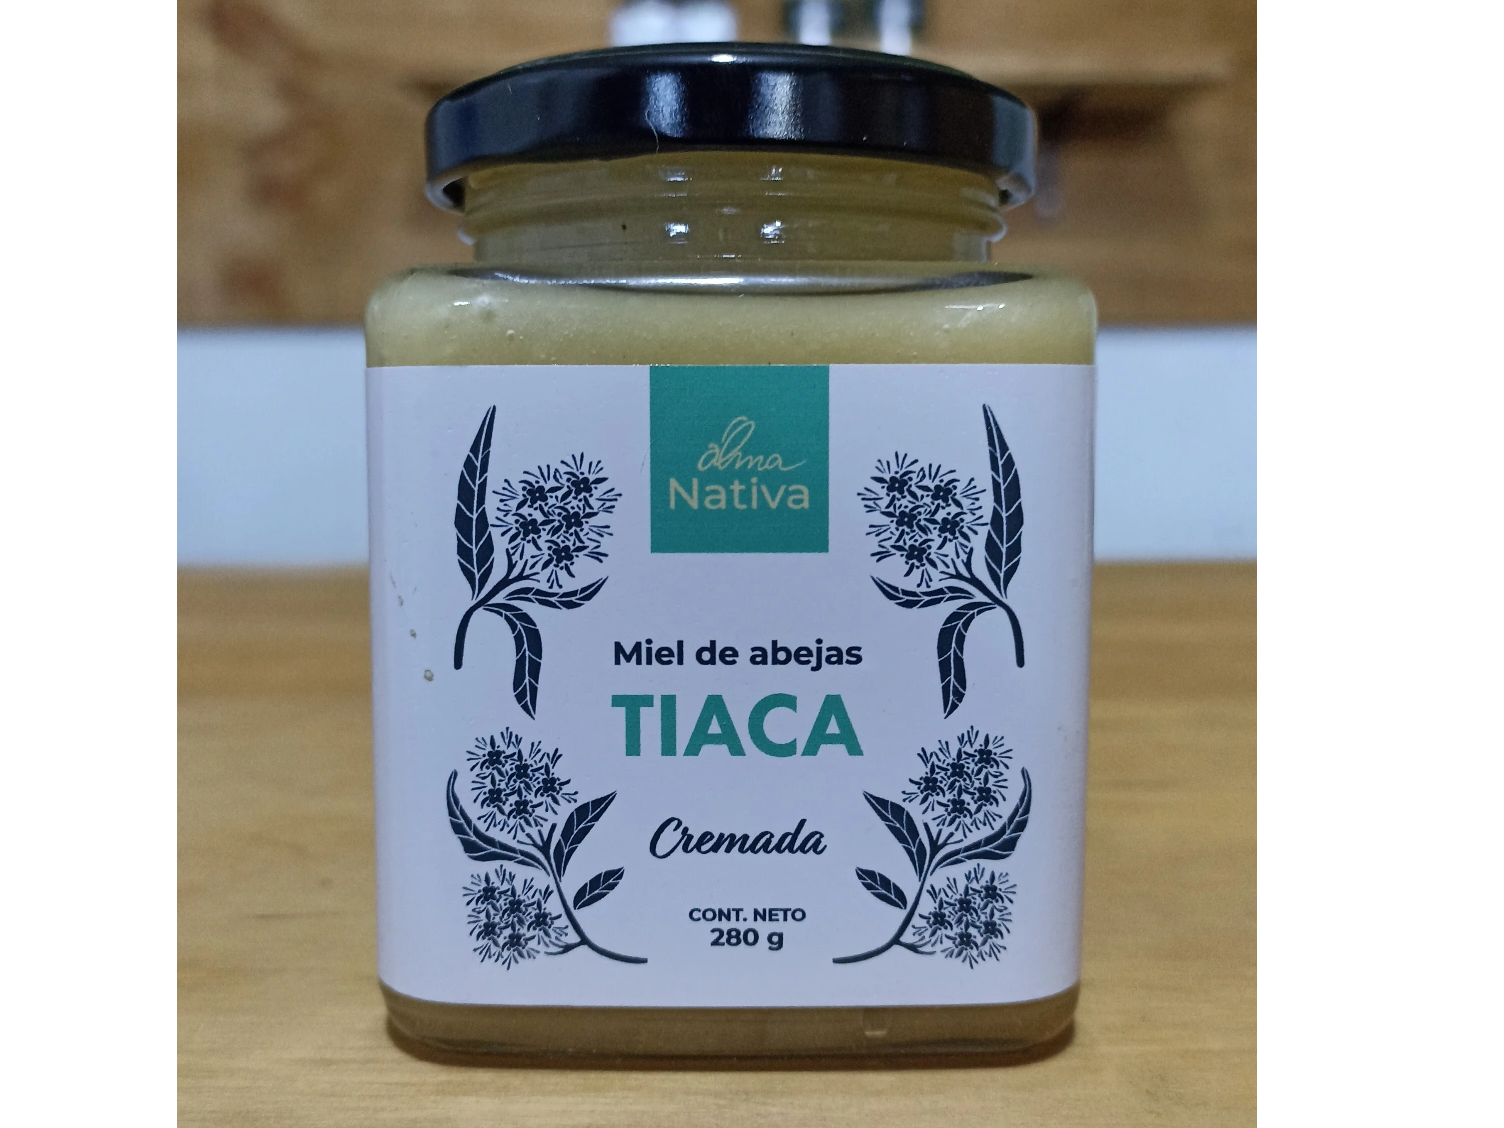 alma
Nativa
Miel de abejas
TIACA
Cremada
CONT. NETO
280 g